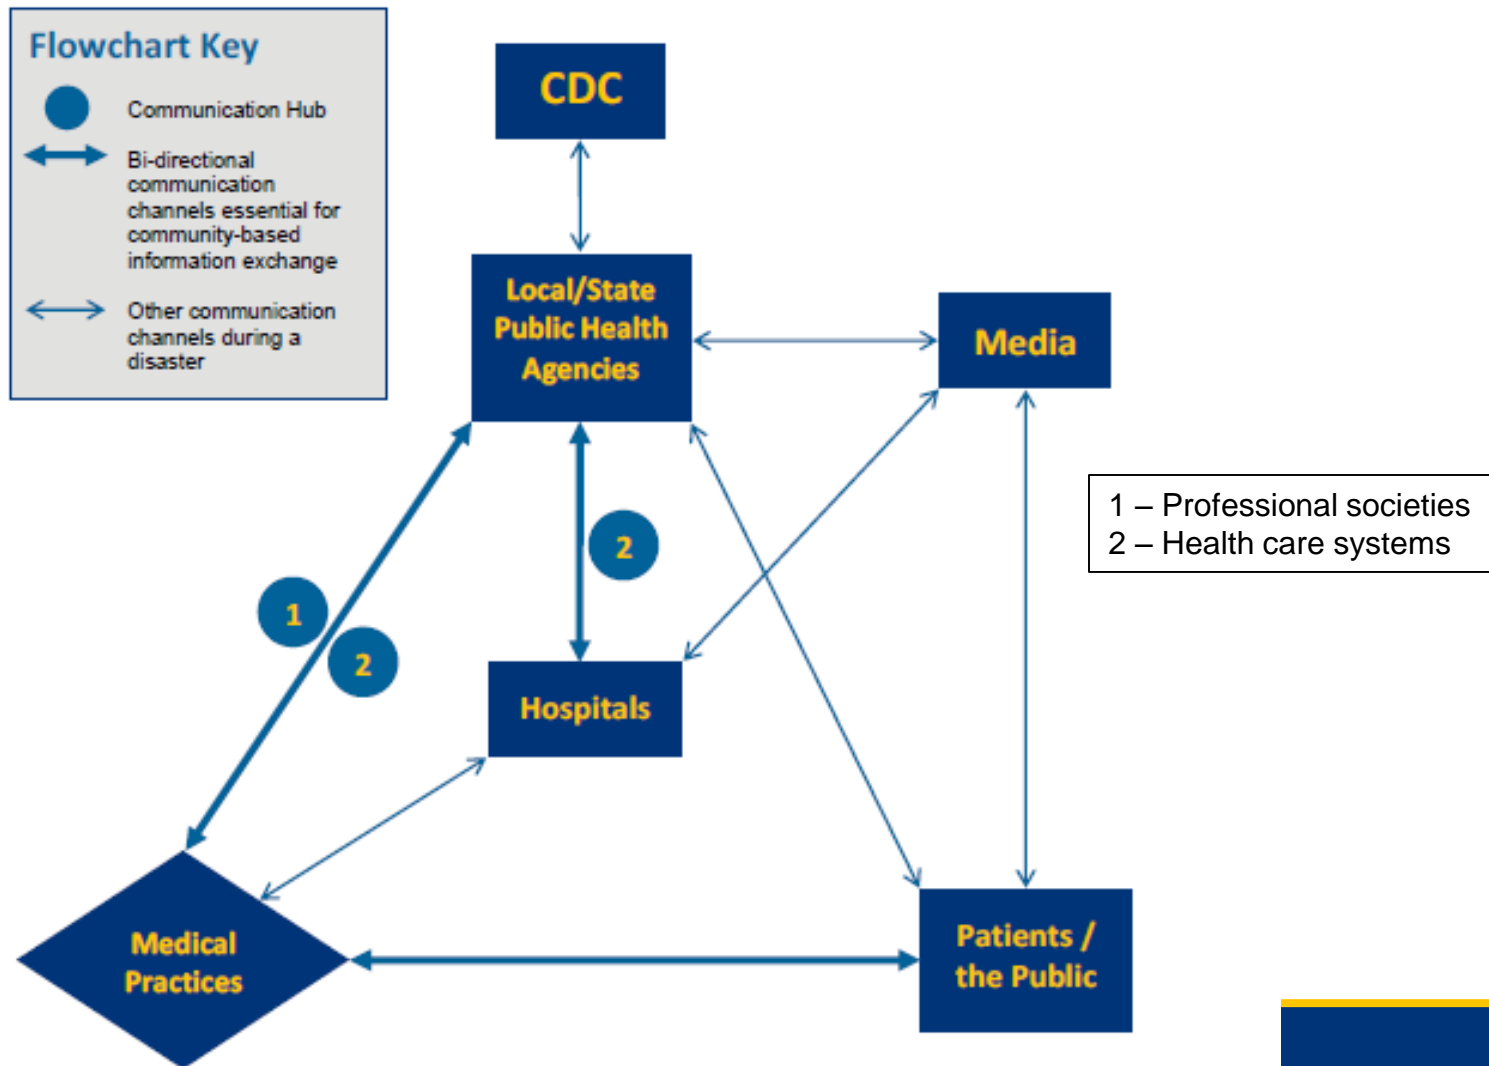 Flowchart Key
Communication Hub
Bi-directional
communication
channels essential for
community-based
information exchange
Other communication
channels during a
disaster
CDC
Local/State
Public Health
Agencies
Media
1 – Professional societies
2 – Health care systems
2
1
2
Hospitals
Medical
Practices
Patients /
the Public